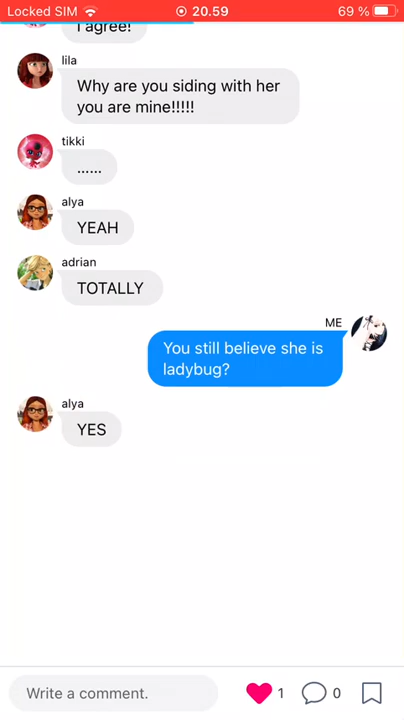 Locked SIM 20.59 69 %
I agree!
lila
Why are you siding with her
you are mine!!!!!
tikki
......
alya
YEAH
adrian
TOTALLY
ME
You still believe she is
ladybug?
alya
YES
Write a comment. 1 0